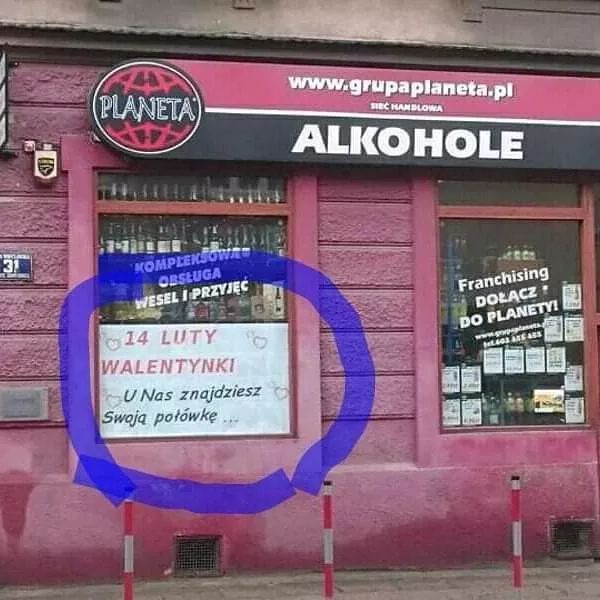 PLANETA
www.grupaplaneta.pl
SIEĆ HANDLOWA
ALKOHOLE
31
KOMPLEKSOWA
OBSŁUGA
WESEL I PRZYJĘĆ
14 LUTY
WALENTYNKI
U Nas znajdziesz
Swoją połówkę ...
Franchising
DOŁĄCZ
DO PLANETY!
www.grupaplaneta.pl